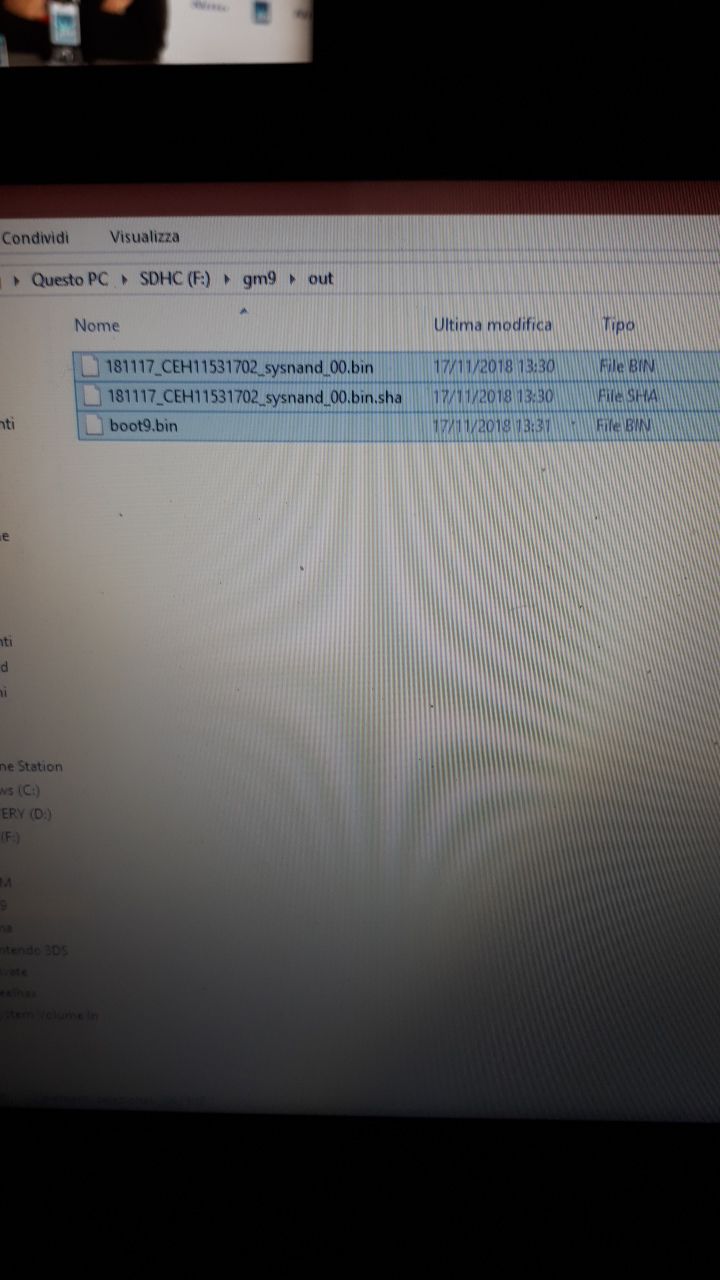 Condividi Visualizza
Questo PC SDHC (F:) gm9 out
Nome Ultima modifica Tipo
181117_CEH11531702_sysnand_00.bin 17/11/2018 13:30 File BIN
181117_CEH11531702_sysnand_00.bin.sha 17/11/2018 13:30 File SHA
boot9.bin 17/11/2018 13:31 File BIN
nti
e
nti
d
ni
ne Station
ws (C:)
ERY (D:)
(F:)
M
9
na
ntendo 3DS
ivate
eelhax
stem Volume In